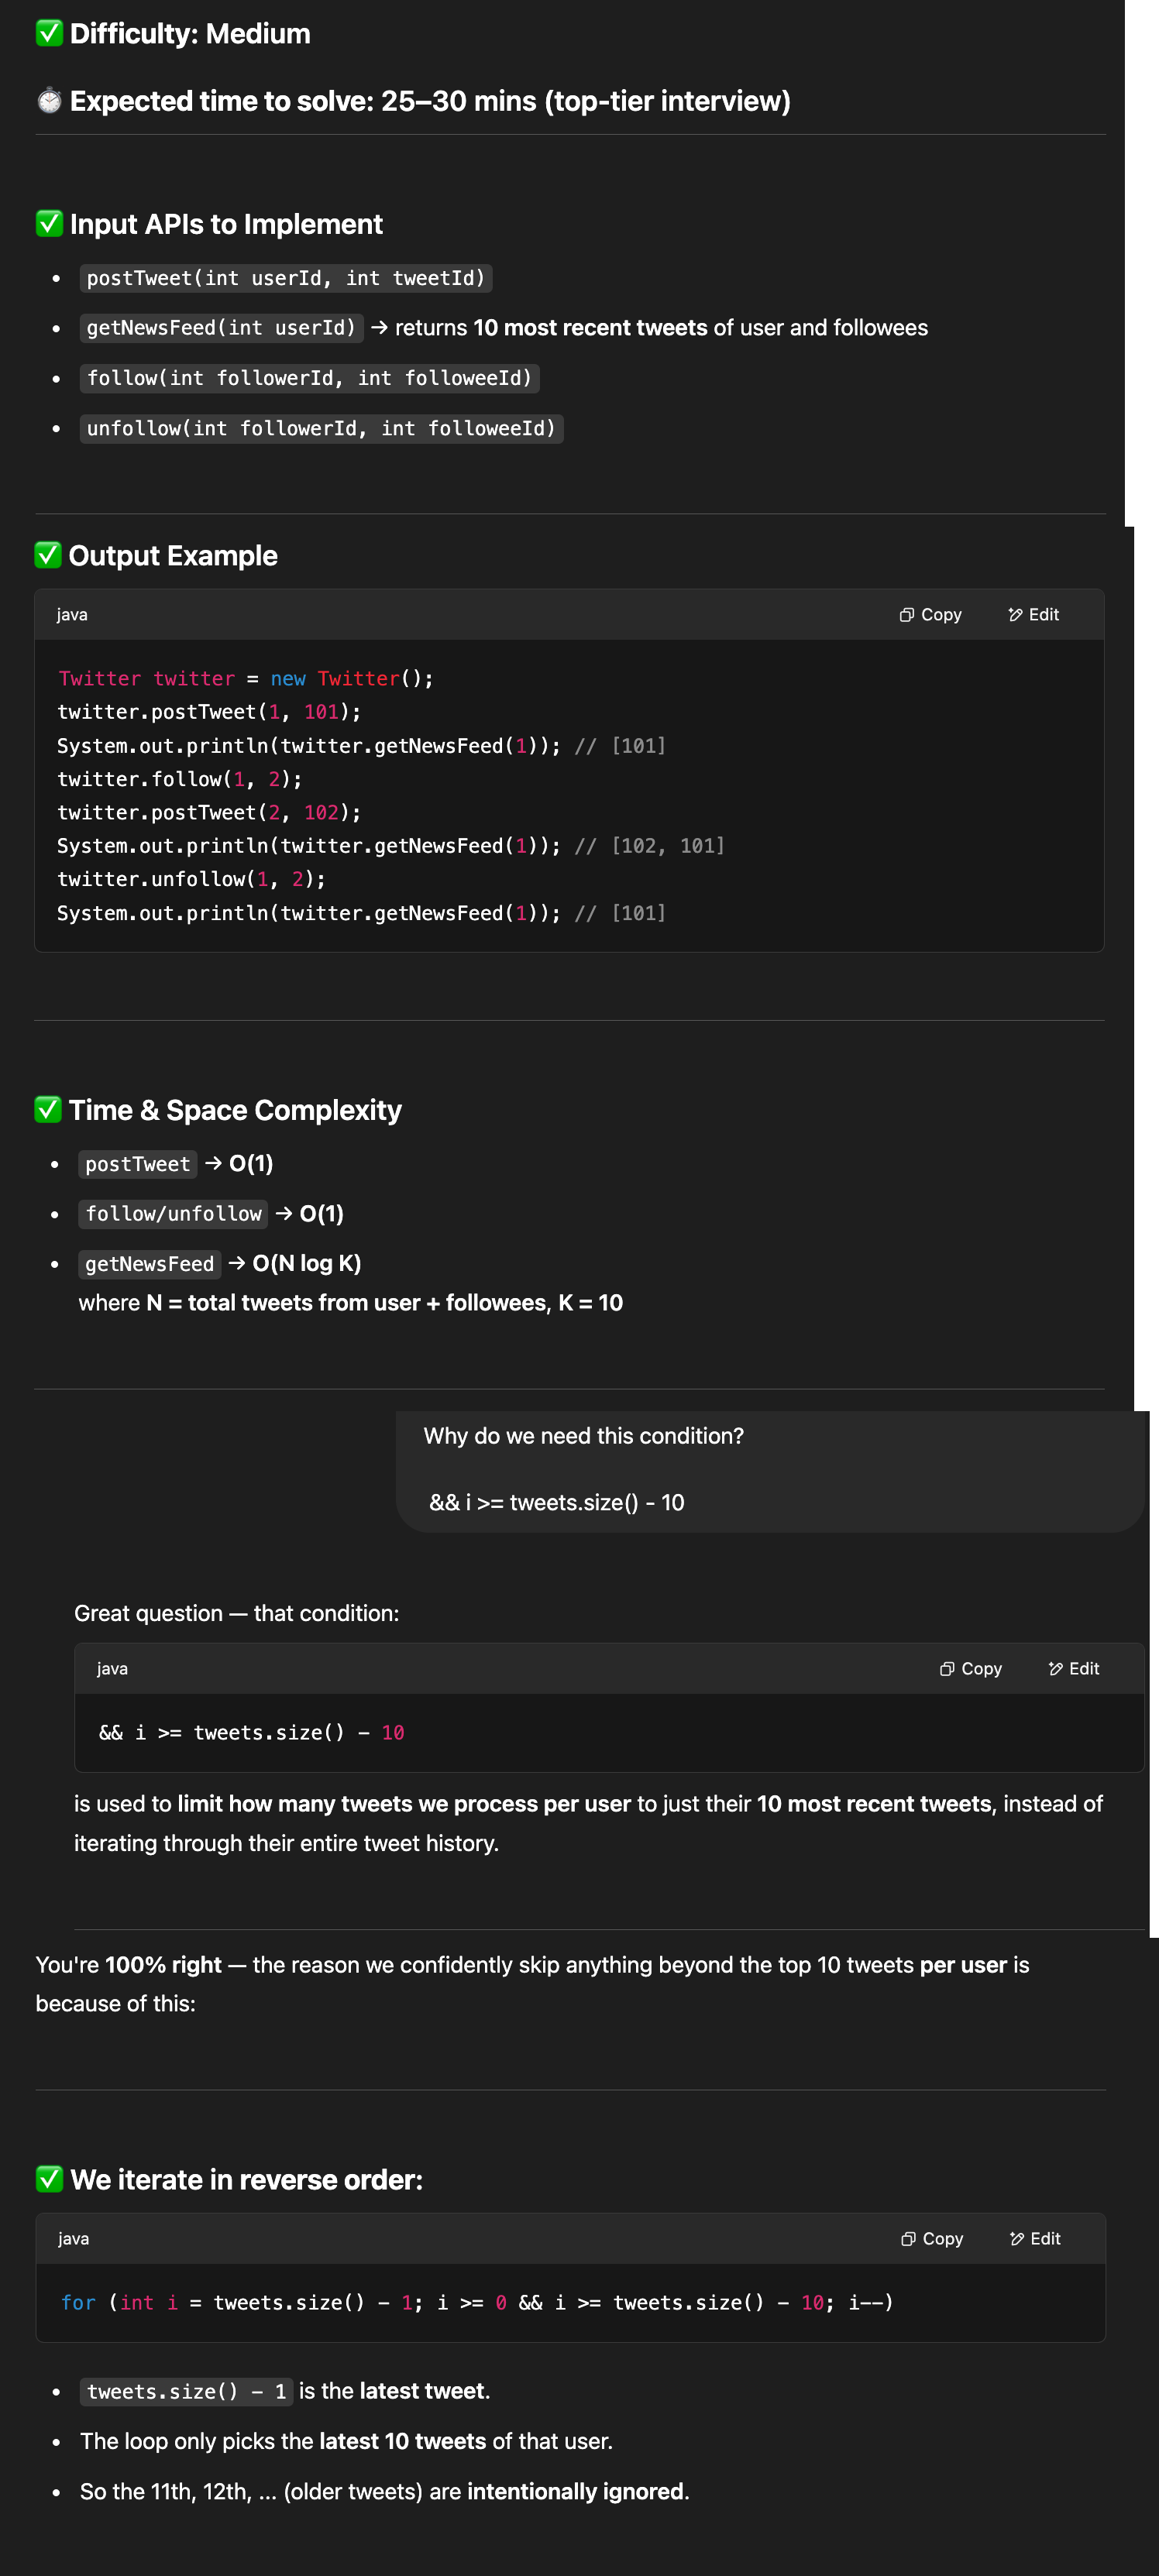 ✅ Difficulty: Medium
⏱️ Expected time to solve: 25–30 mins (top-tier interview)
✅ Input APIs to Implement
• postTweet(int userId, int tweetId)
• getNewsFeed(int userId) → returns 10 most recent tweets of user and followees
• follow(int followerId, int followeeId)
• unfollow(int followerId, int followeeId)
✅ Output Example
java Copy Edit
Twitter twitter = new Twitter();
twitter.postTweet(1, 101);
System.out.println(twitter.getNewsFeed(1)); // [101]
twitter.follow(1, 2);
twitter.postTweet(2, 102);
System.out.println(twitter.getNewsFeed(1)); // [102, 101]
twitter.unfollow(1, 2);
System.out.println(twitter.getNewsFeed(1)); // [101]
✅ Time & Space Complexity
• postTweet → O(1)
• follow/unfollow → O(1)
• getNewsFeed → O(N log K)
where N = total tweets from user + followees, K = 10
Why do we need this condition?
&& i >= tweets.size() - 10
Great question — that condition:
java Copy Edit
&& i >= tweets.size() - 10
is used to limit how many tweets we process per user to just their 10 most recent tweets, instead of
iterating through their entire tweet history.
You're 100% right — the reason we confidently skip anything beyond the top 10 tweets per user is
because of this:
✅ We iterate in reverse order:
java Copy Edit
for (int i = tweets.size() - 1; i >= 0 && i >= tweets.size() - 10; i--)
• tweets.size() - 1 is the latest tweet.
• The loop only picks the latest 10 tweets of that user.
• So the 11th, 12th, ... (older tweets) are intentionally ignored.